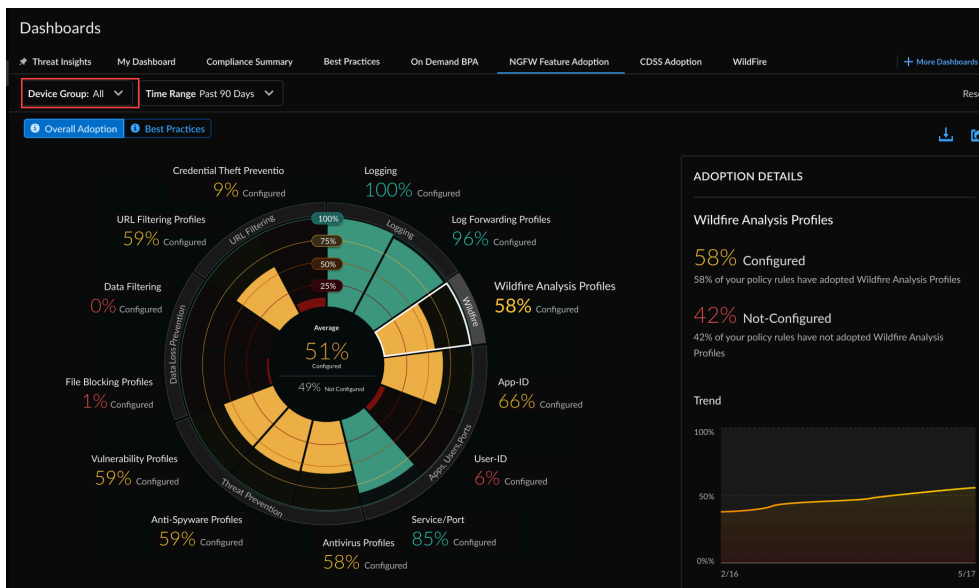 Dashboards
Threat Insights
My Dashboard
Compliance Summary
Best Practices
On Demand BPA
NGFW Feature Adoption
CDSS Adoption
WildFire
More Dashboards
Device Group: All
Time Range Past 90 Days
Rese
Overall Adoption
Best Practices
Credential Theft Preventio
9% Configured
Logging
100% Configured
URL Filtering Profiles
59% Configured
Log Forwarding Profiles
96% Configured
Data Filtering
0% Configured
Wildfire Analysis Profiles
58% Configured
File Blocking Profiles
1% Configured
App-ID
66% Configured
Vulnerability Profiles
59% Configured
User-ID
6% Configured
Anti-Spyware Profiles
59% Configured
Antivirus Profiles
58% Configured
Service/Port
85% Configured
URL Filtering
Logging
Wildfire
Apps, Users,Ports
Threat Prevention
Data Loss Prevention
100%
75%
50%
25%
Average
51%
Configured
49% Not Configured
ADOPTION DETAILS
Wildfire Analysis Profiles
58% Configured
58% of your policy rules have adopted Wildfire Analysis Profiles
42% Not-Configured
42% of your policy rules have not adopted Wildfire Analysis
Profiles
Trend
100%
50%
0%%
2/16
5/17